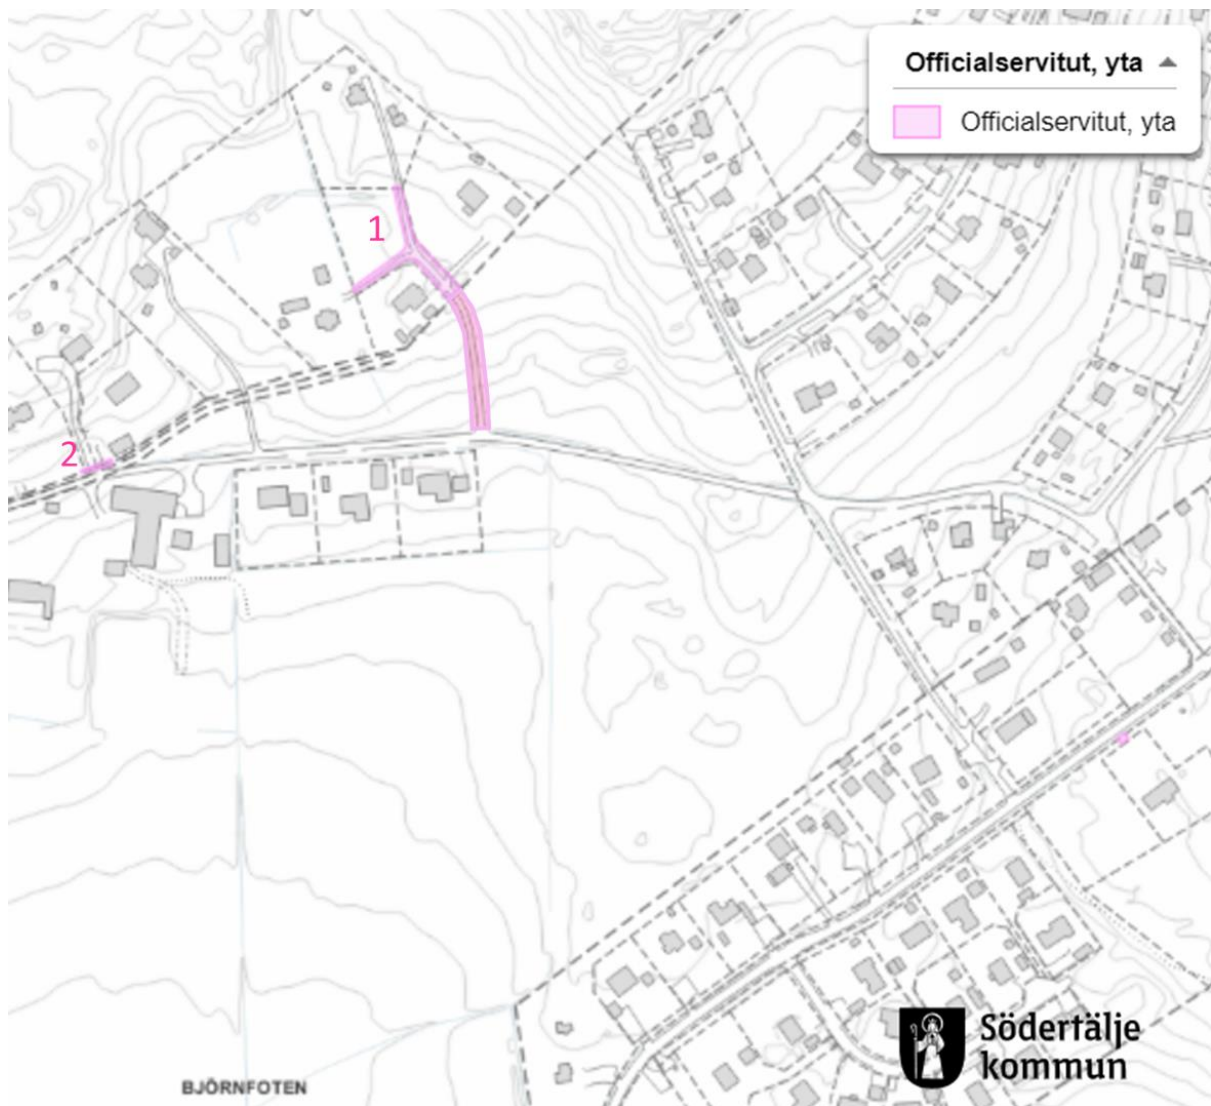 Officialservitut, yta
Officialservitut, yta
1
2
Södertälje
kommun
BJÖRNFOTEN